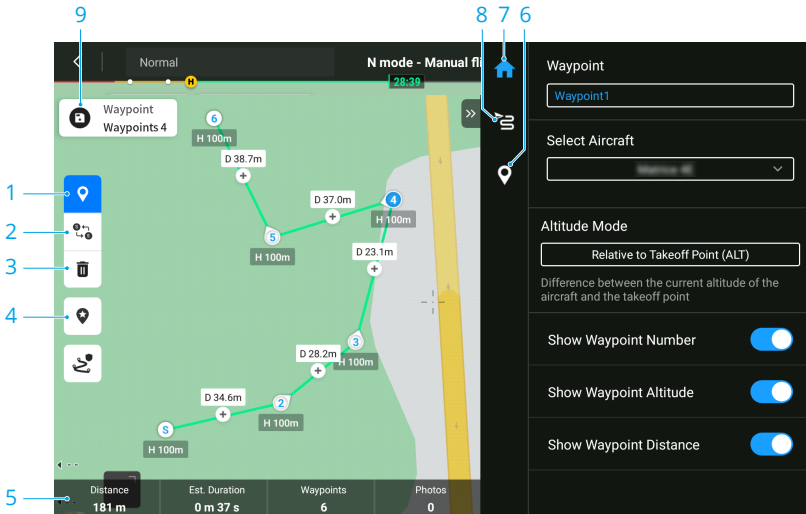 9
8 7 6
Normal
N mode - Manual fli
H
28:39
Waypoint
Waypoints 4
6
H 100m
D 38.7m
D 37.0m
4
H 100m
5
H 100m
D 23.1m
3
D 28.2m
H 100m
D 34.6m
2
H 100m
S
H 100m
1
2
3
4
5
Distance
181 m
Est. Duration
0 m 37 s
Waypoints
6
Photos
0
Waypoint
Waypoint1
Select Aircraft
Altitude Mode
Relative to Takeoff Point (ALT)
Difference between the current altitude of the
aircraft and the takeoff point
Show Waypoint Number
Show Waypoint Altitude
Show Waypoint Distance